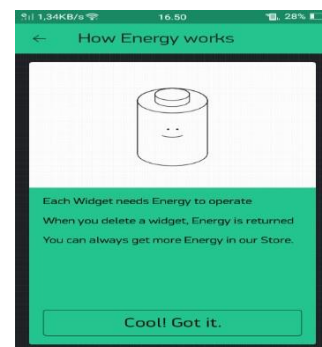 1,34KB/s 16.50 28%
← How Energy works
Each Widget needs Energy to operate
When you delete a widget, Energy is returned
You can always get more Energy in our Store.
Cool! Got it.